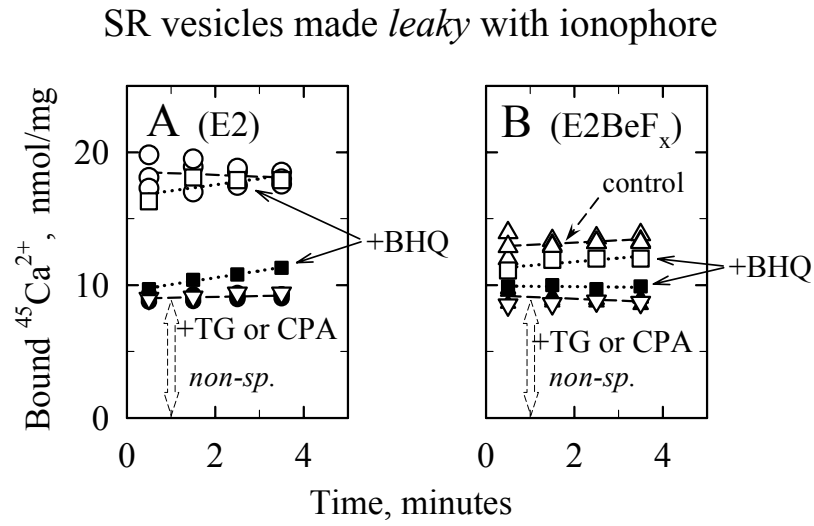 SR vesicles made leaky with ionophore
Bound ⁴⁵Ca²⁺, nmol/mg
20
10
0
A (E2)
+BHQ
+TG or CPA
non-sp.
0 2 4
B (E2BeFₓ)
control
+BHQ
+TG or CPA
non-sp.
0 2 4
Time, minutes